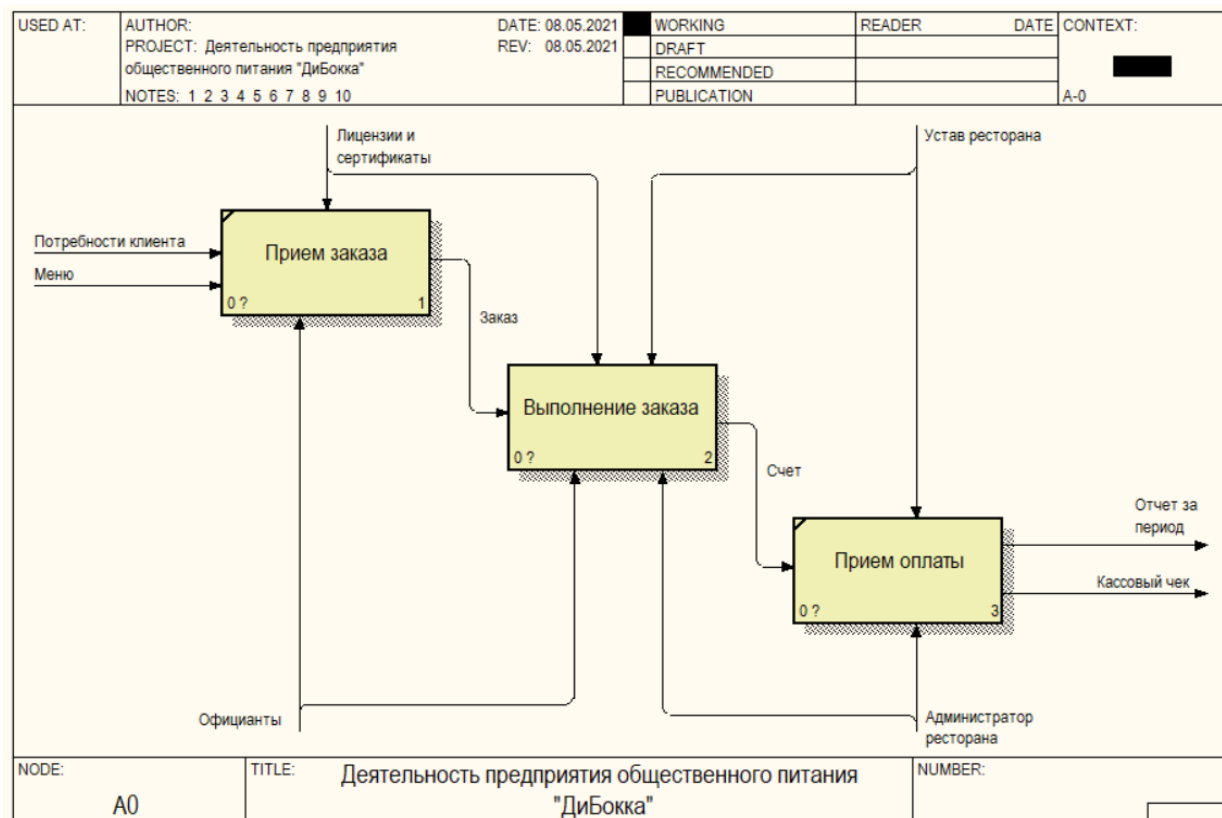 USED AT:
AUTHOR:
DATE: 08.05.2021
PROJECT: Деятельность предприятия
REV: 08.05.2021
общественного питания "ДиБокка"
NOTES: 1 2 3 4 5 6 7 8 9 10
WORKING
DRAFT
RECOMMENDED
PUBLICATION
READER
DATE
CONTEXT:
A-0
Лицензии и
сертификаты
Устав ресторана
Потребности клиента
Меню
Прием заказа
0 ?
1
Заказ
Выполнение заказа
0 ?
2
Счет
Прием оплаты
0 ?
3
Отчет за
период
Кассовый чек
Официанты
Администратор
ресторана
NODE:
A0
TITLE:
Деятельность предприятия общественного питания
"ДиБокка"
NUMBER: